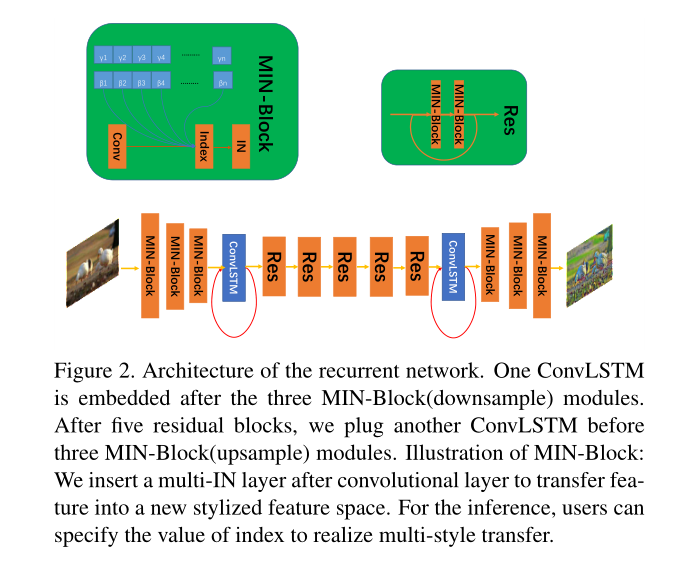 γ1 γ2 γ3 γ4 ········ γn
β1 β2 β3 β4 ········ βn
MIN-Block
Conv
Index
IN
MIN-Block
MIN-Block
Res
MIN-Block
MIN-Block
MIN-Block
ConvLSTM
Res
Res
Res
Res
Res
ConvLSTM
MIN-Block
MIN-Block
MIN-Block
Figure 2. Architecture of the recurrent network. One ConvLSTM
is embedded after the three MIN-Block(downsample) modules.
After five residual blocks, we plug another ConvLSTM before
three MIN-Block(upsample) modules. Illustration of MIN-Block:
We insert a multi-IN layer after convolutional layer to transfer fea-
ture into a new stylized feature space. For the inference, users can
specify the value of index to realize multi-style transfer.